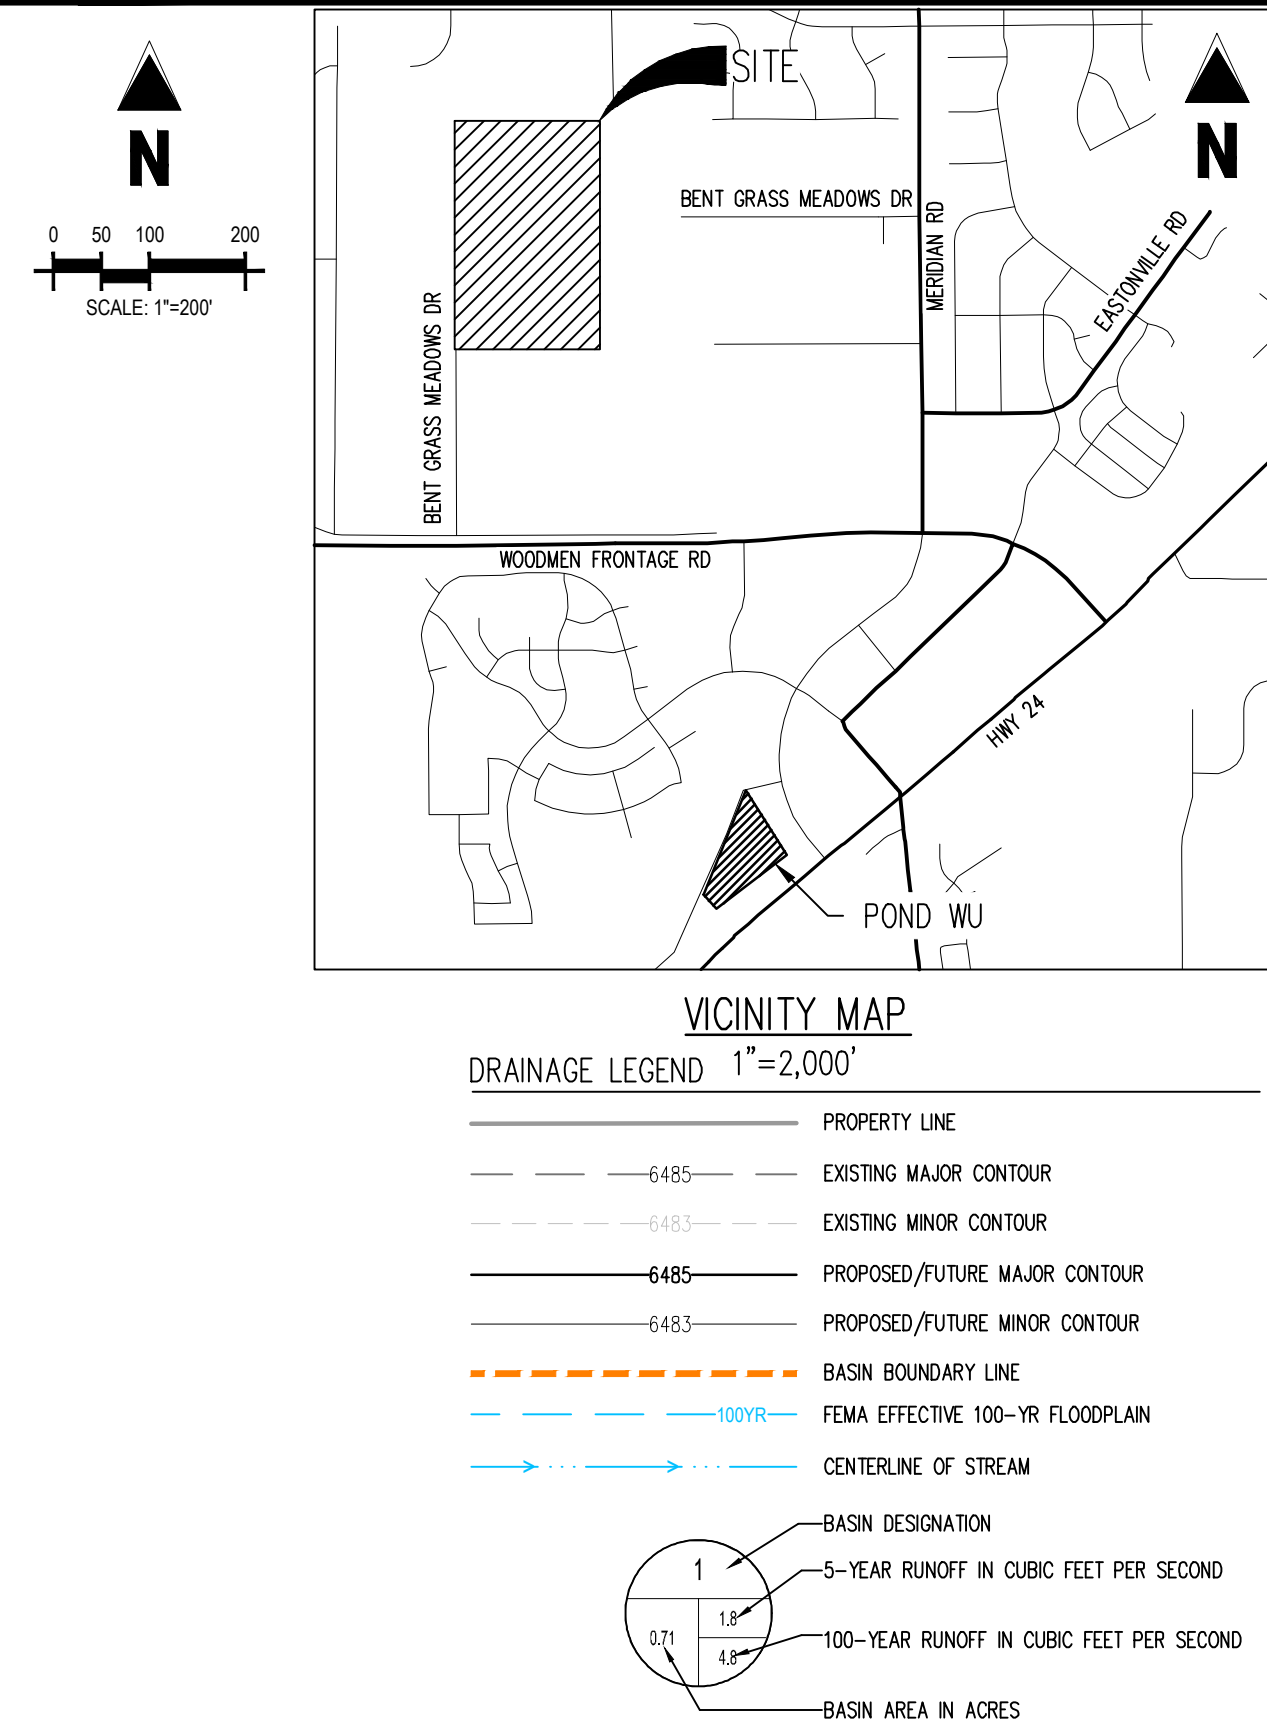 N
0 50 100 200
SCALE: 1"=200'
SITE
N
BENT GRASS MEADOWS DR
MERIDIAN RD
EASTONVILLE RD
BENT GRASS MEADOWS DR
WOODMEN FRONTAGE RD
HWY 24
POND WU
VICINITY MAP
1"=2,000'
DRAINAGE LEGEND
PROPERTY LINE
6485 EXISTING MAJOR CONTOUR
6483 EXISTING MINOR CONTOUR
6485 PROPOSED/FUTURE MAJOR CONTOUR
6483 PROPOSED/FUTURE MINOR CONTOUR
BASIN BOUNDARY LINE
100YR FEMA EFFECTIVE 100-YR FLOODPLAIN
CENTERLINE OF STREAM
BASIN DESIGNATION
1
5-YEAR RUNOFF IN CUBIC FEET PER SECOND
1.8
0.71
100-YEAR RUNOFF IN CUBIC FEET PER SECOND
4.8
BASIN AREA IN ACRES